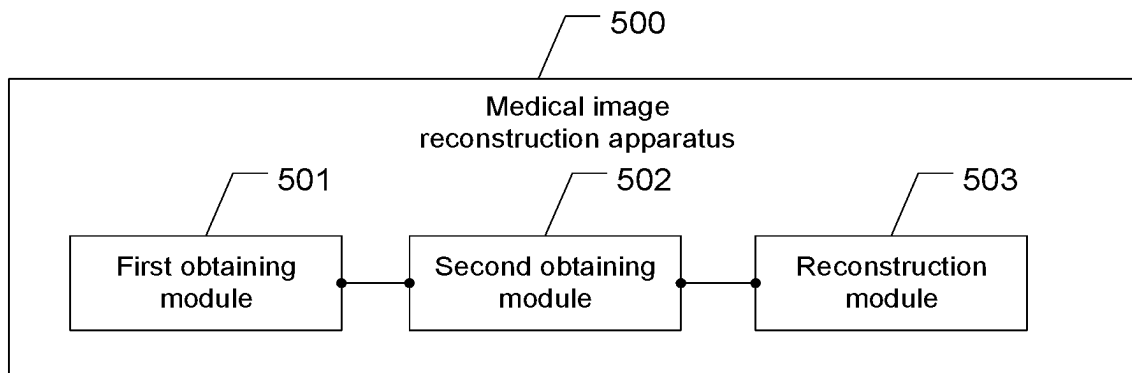 500
Medical image
reconstruction apparatus
501
502
503
First obtaining
module
Second obtaining
module
Reconstruction
module